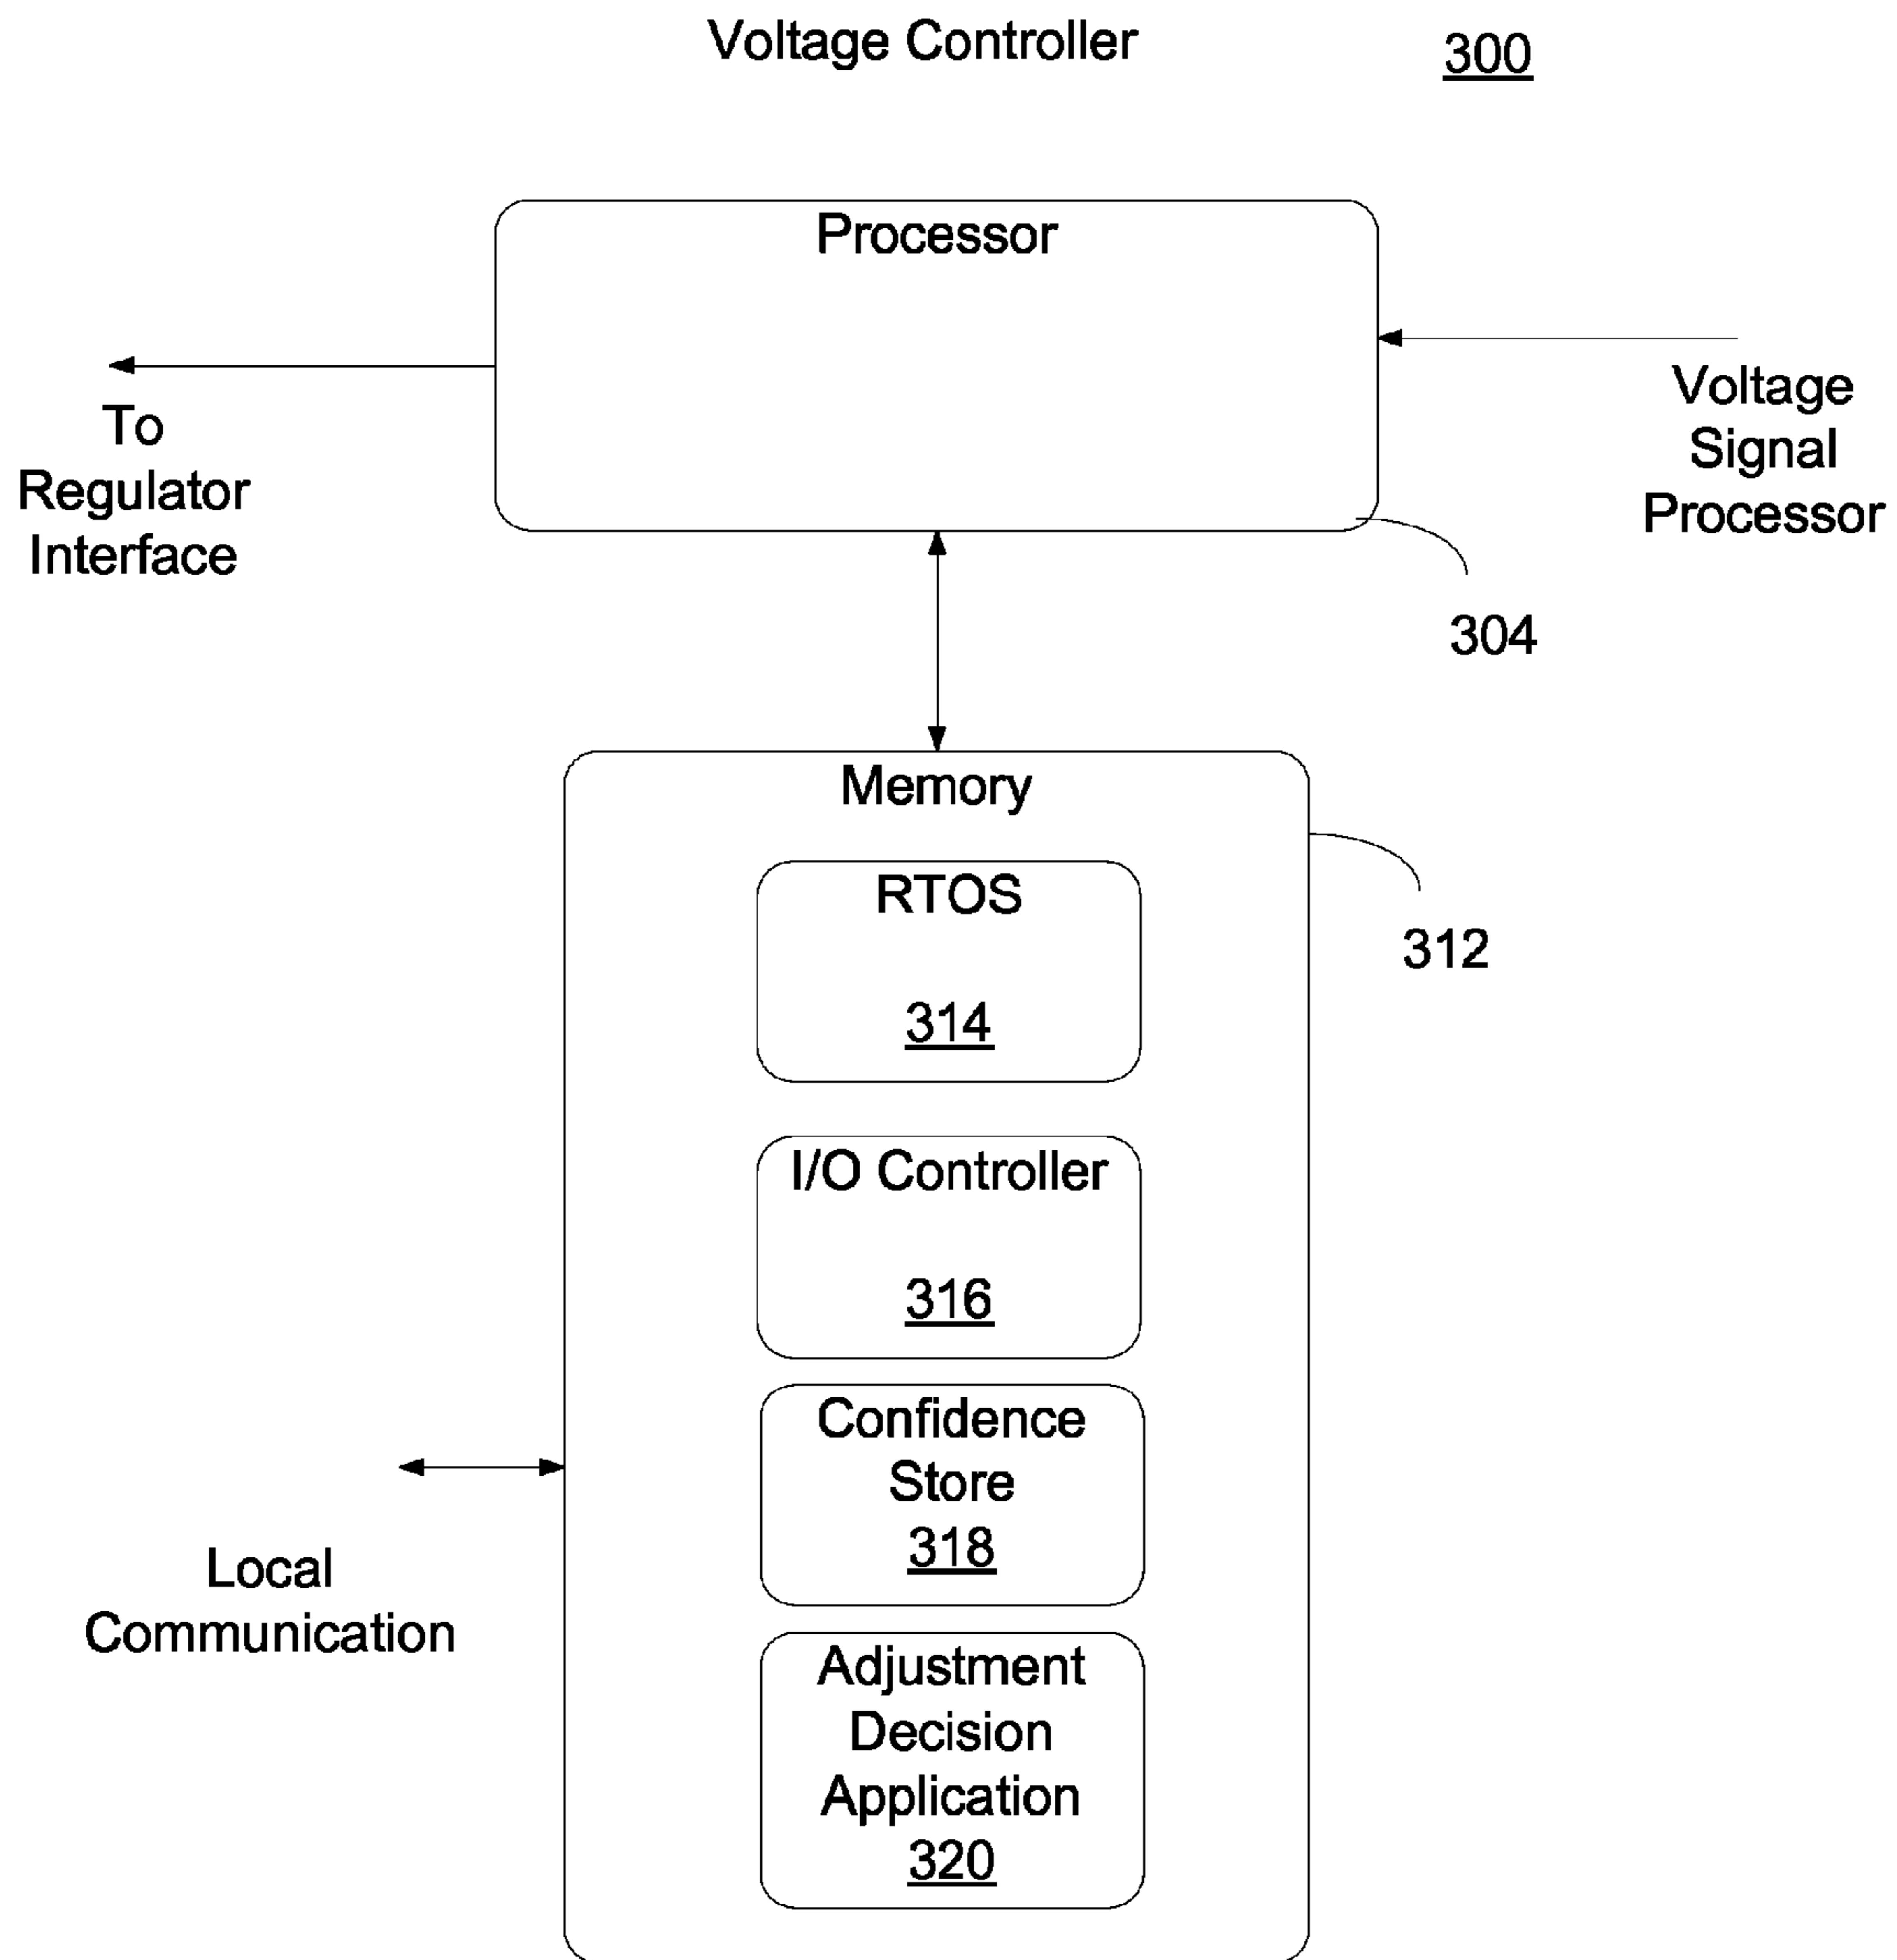 Voltage Controller
300
Processor
To
Regulator
Interface
Voltage
Signal
Processor
304
Memory
RTOS
314
312
I/O Controller
316
Confidence
Store
318
Local
Communication
Adjustment
Decision
Application
320